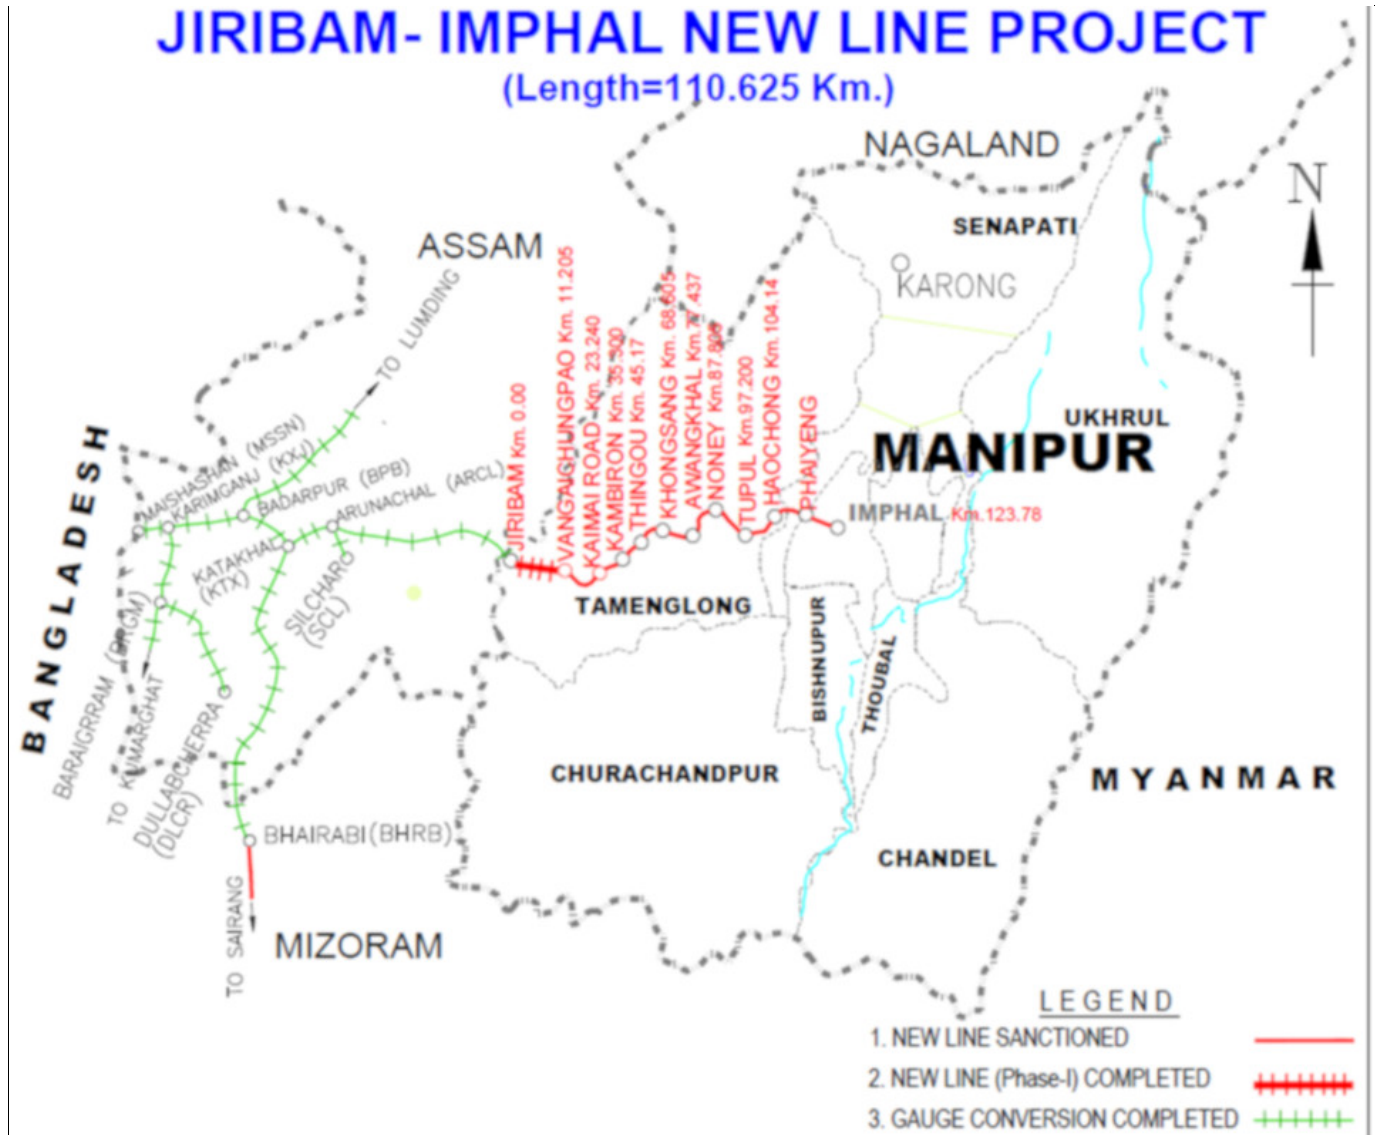 JIRIBAM- IMPHAL NEW LINE PROJECT
(Length=110.625 Km.)
NAGALAND
N
SENAPATI
ASSAM
KARONG
TO LUMDING
JIRIBAM Km. 0.00
VANGAICHUNGPAO Km. 11.205
KAIMAI ROAD Km. 23.240
KAMBIRON Km.
THINGOU Km. 45.17
KHONGSANG Km. 68.605
AWANGKHAL Km. 437
NONEY Km.
TUPUL Km.97.200
HAOCHONG Km. 104.14
PHAIYENG
UKHRUL
MANIPUR
IMPHAL Km.123.78
BANGLADESH
MAISHASHAN (MSSN)
KARIMGANJ (KXJ)
BADARPUR (BPB)
ARUNACHAL (ARCL)
KATAKHAL
(KTX)
SILCHAR
(SCL)
TAMENGLONG
BISHNUPUR
THOUBAL
BARAIGRRAM (BRGM)
TO KUMARGHAT
DULLABCHERRA
(DLCR)
CHURACHANDPUR
MYANMAR
BHAIRABI(BHRB)
CHANDEL
TO SAIRANG
MIZORAM
LEGEND
1. NEW LINE SANCTIONED
2. NEW LINE (Phase-I) COMPLETED
3. GAUGE CONVERSION COMPLETED